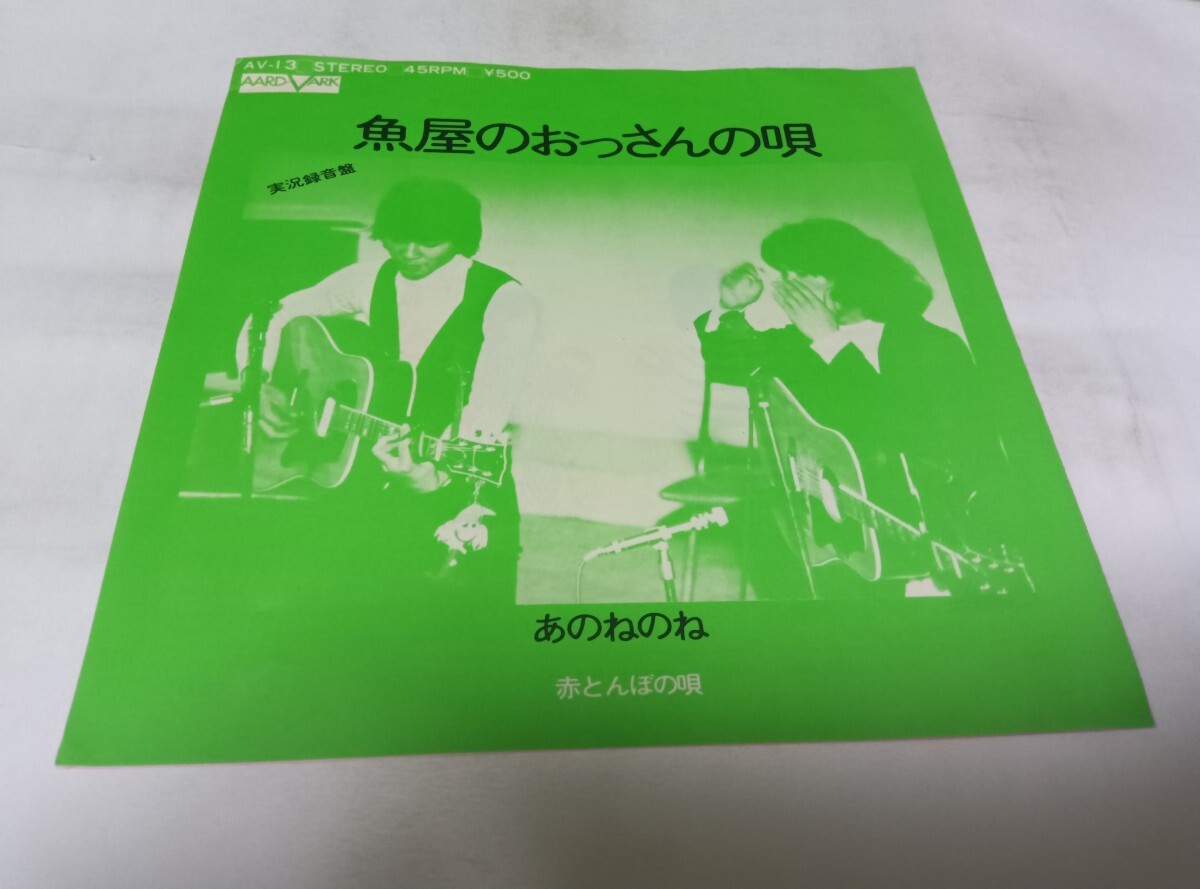 AV-13 STEREO 45RPM ¥500
AARD-VARK
魚屋のおっさんの唄
実況録音盤
あのねのね
赤とんぼの唄